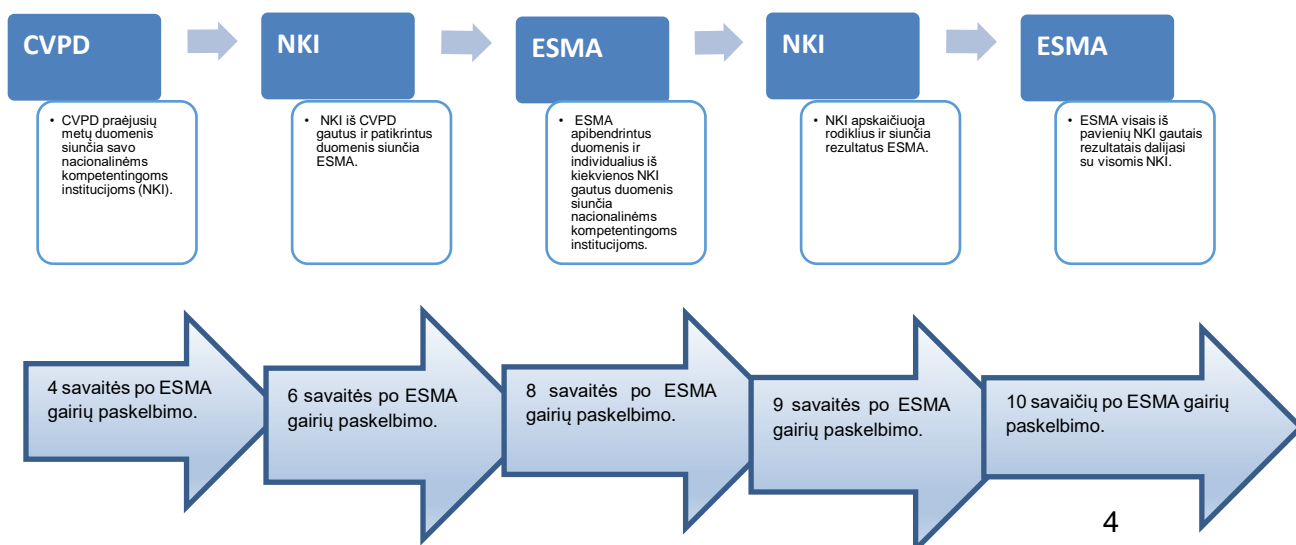 CVPD
NKI
ESMA
NKI
ESMA
• CVPD praėjusių
metų duomenis
siunčia savo
nacionalinėms
kompetentingoms
institucijoms (NKI).
• NKI iš CVPD
gautus ir patikrintus
duomenis siunčia
ESMA.
• ESMA
apibendrintus
duomenis ir
individualius iš
kiekvienos NKI
gautus duomenis
siunčia
nacionalinėms
kompetentingoms
institucijoms.
• NKI apskaičiuoja
rodiklius ir siunčia
rezultatus ESMA.
• ESMA visais iš
pavienių NKI gautais
rezultatais dalijasi
su visomis NKI.
4 savaitės po ESMA
gairių paskelbimo.
6 savaitės po ESMA
gairių paskelbimo.
8 savaitės po ESMA
gairių paskelbimo.
9 savaitės po ESMA
gairių paskelbimo.
10 savaičių po ESMA gairių
paskelbimo.
4